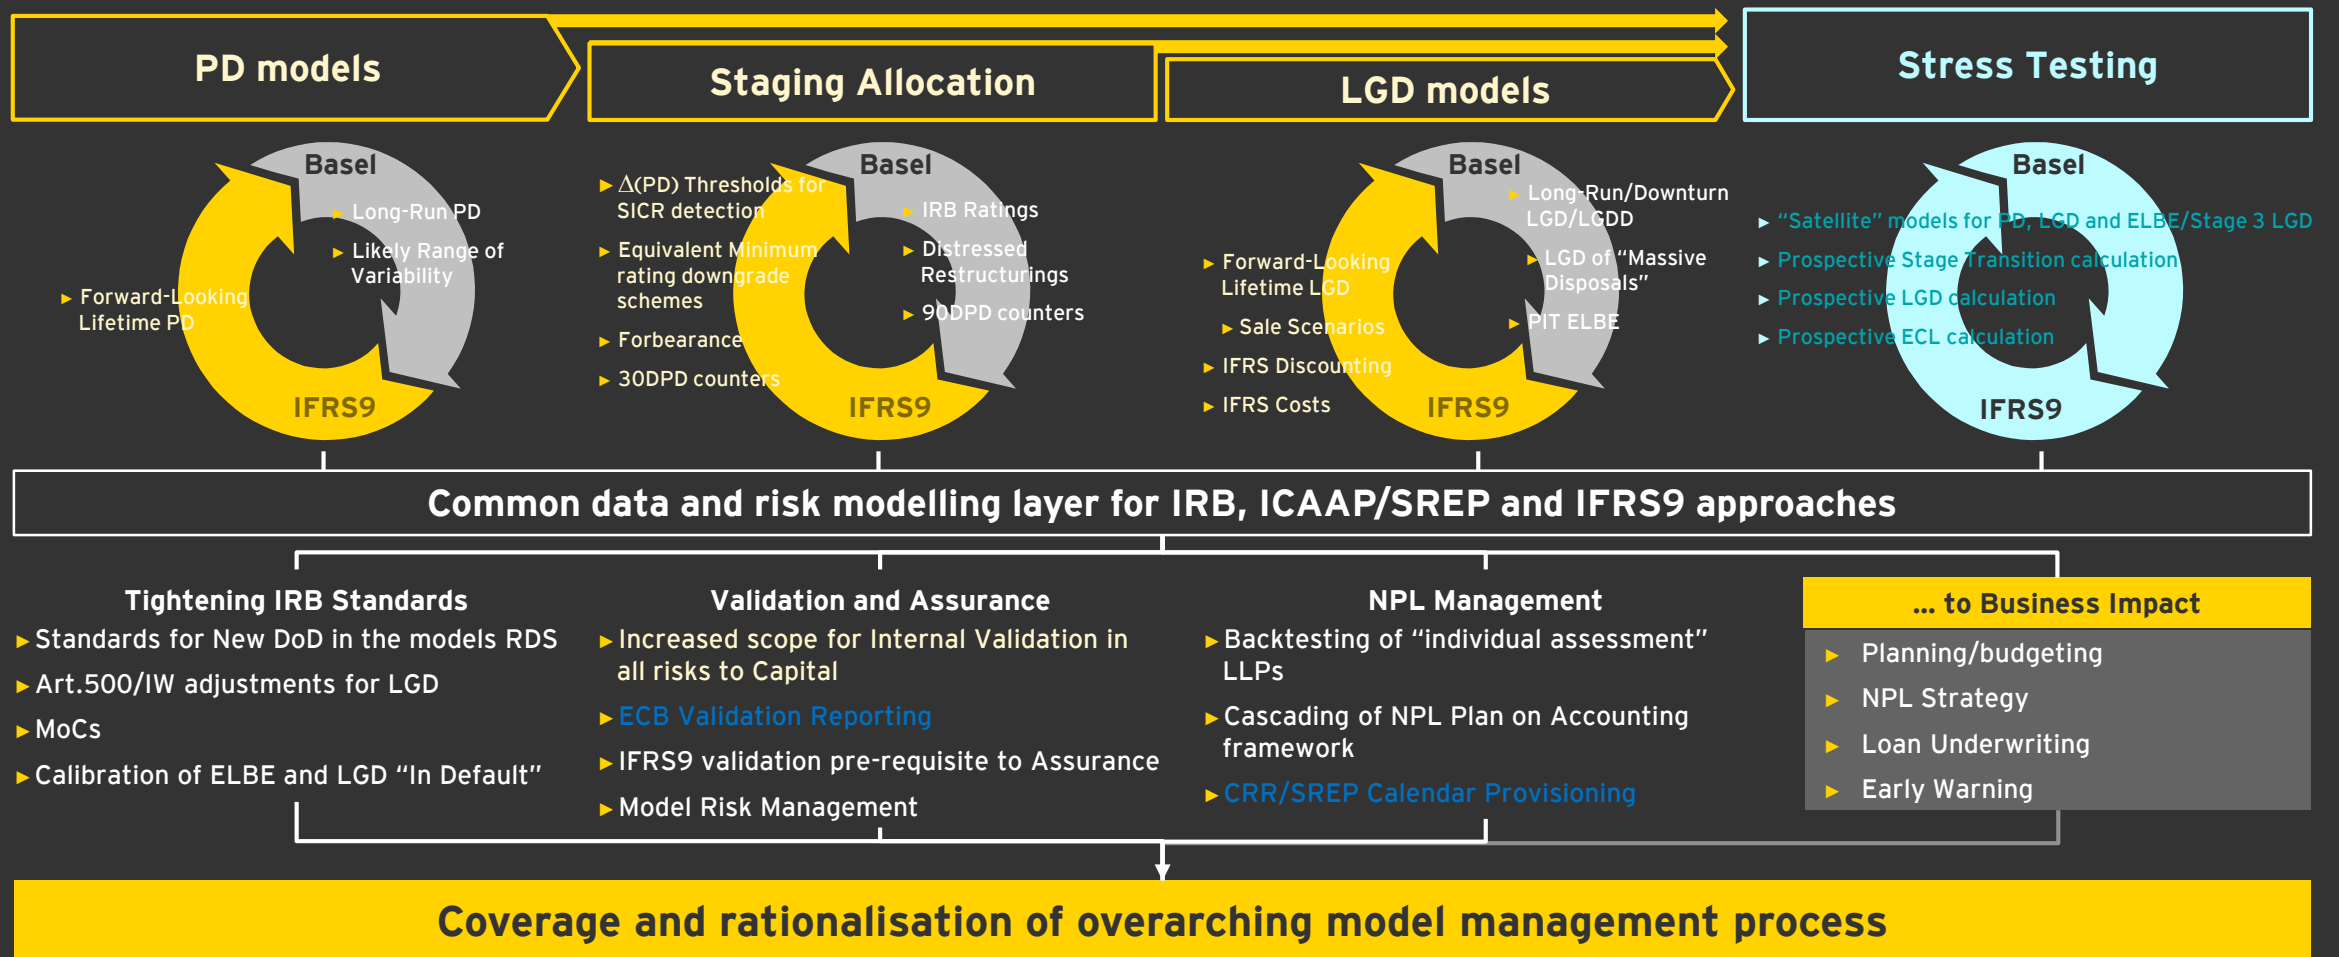 PD models
Staging Allocation
LGD models
Stress Testing
Basel
► Long-Run PD
► Likely Range of
Variability
► Forward-Looking
Lifetime PD
IFRS9
Basel
► Δ(PD) Thresholds for
SICR detection
► Equivalent Minimum
rating downgrade
schemes
► Forbearance
► 30DPD counters
► IRB Ratings
► Distressed
Restructurings
► 90DPD counters
IFRS9
Basel
► Long-Run/Downturn
LGD/LGDD
► LGD of “Massive
Disposals”
► PIT ELBE
► Forward-Looking
Lifetime LGD
► Sale Scenarios
► IFRS Discounting
► IFRS Costs
IFRS9
Basel
► “Satellite” models for PD, LGD and ELBE/Stage 3 LGD
► Prospective Stage Transition calculation
► Prospective LGD calculation
► Prospective ECL calculation
IFRS9
Common data and risk modelling layer for IRB, ICAAP/SREP and IFRS9 approaches
Tightening IRB Standards
► Standards for New DoD in the models RDS
► Art.500/IW adjustments for LGD
► MoCs
► Calibration of ELBE and LGD “In Default”
Validation and Assurance
► Increased scope for Internal Validation in
all risks to Capital
► ECB Validation Reporting
► IFRS9 validation pre-requisite to Assurance
► Model Risk Management
NPL Management
► Backtesting of “individual assessment”
LLPs
► Cascading of NPL Plan on Accounting
framework
► CRR/SREP Calendar Provisioning
... to Business Impact
► Planning/budgeting
► NPL Strategy
► Loan Underwriting
► Early Warning
Coverage and rationalisation of overarching model management process